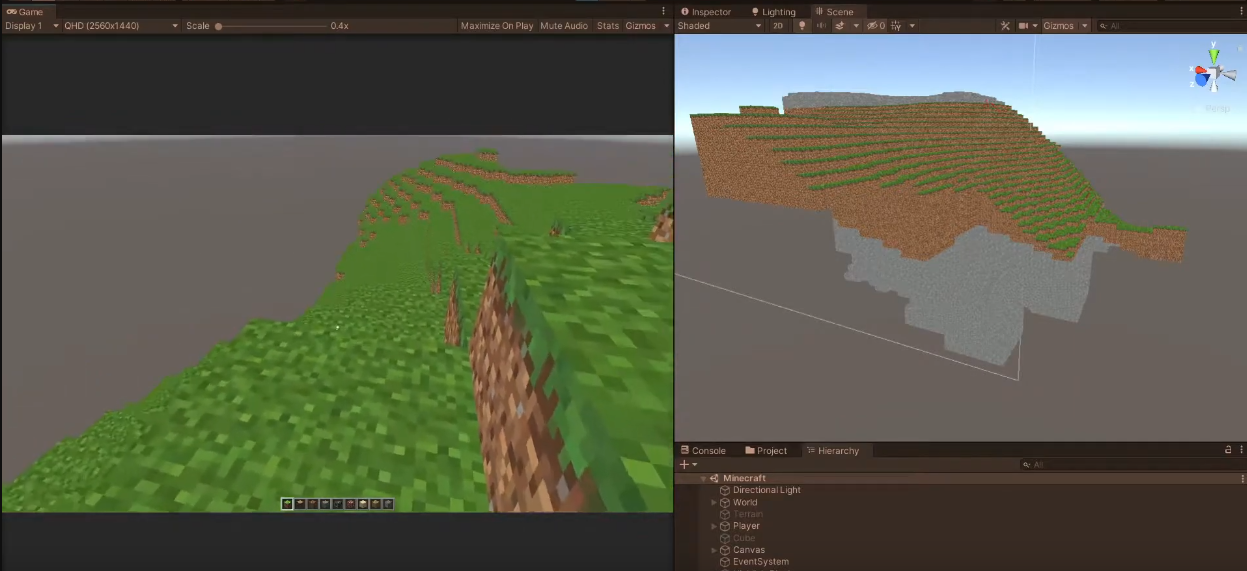 Game
Display 1 QHD (2560x1440) Scale 0.4x Maximize On Play Mute Audio Stats Gizmos
Inspector Lighting Scene
Shaded 2D 0 Gizmos All
y
x
z
Persp
Console Project Hierarchy
All
Minecraft
Directional Light
World
Terrain
Player
Cube
Canvas
EventSystem